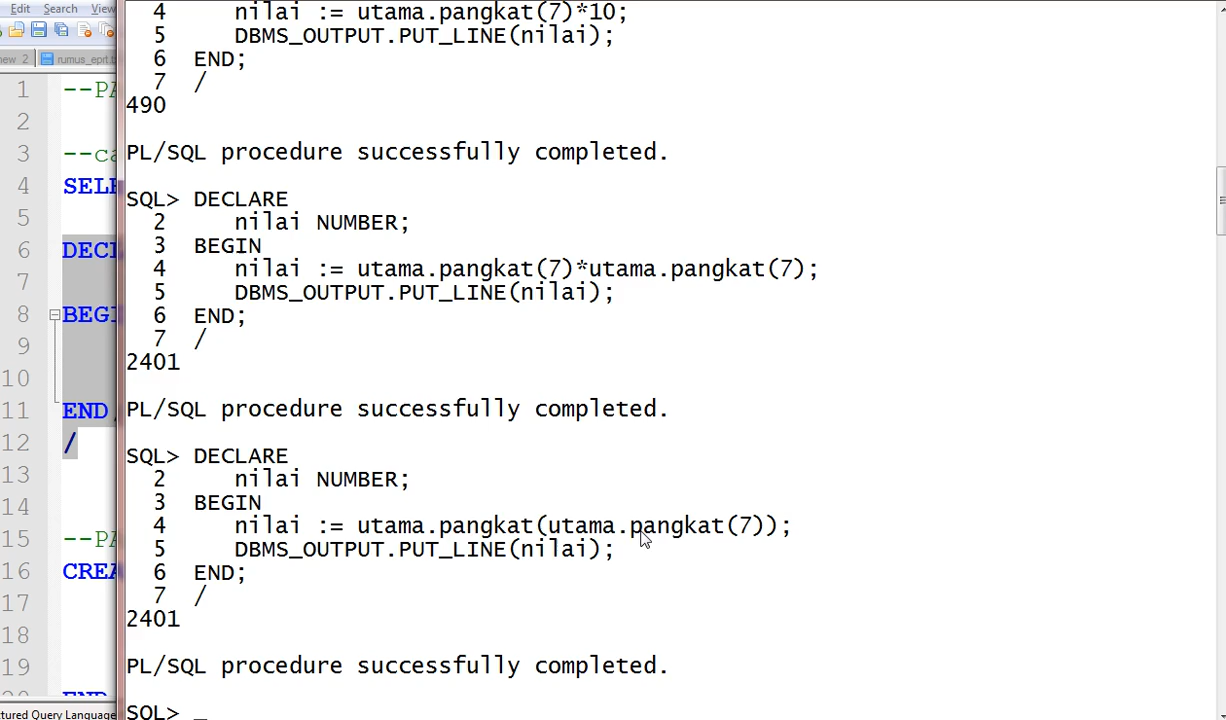 Edit Search View
new 2 rumus_eprt.t
1 --PA
2
3 --ca
4 SELE
5
6 DECL
7
8 BEGI
9
10
11 END
12 /
13
14
15 --PA
16 CREA
17
18
19
END
ctured Query Language
4 nilai := utama.pangkat(7)*10;
5 DBMS_OUTPUT.PUT_LINE(nilai);
6 END;
7 /
490
PL/SQL procedure successfully completed.
SQL> DECLARE
2 nilai NUMBER;
3 BEGIN
4 nilai := utama.pangkat(7)*utama.pangkat(7);
5 DBMS_OUTPUT.PUT_LINE(nilai);
6 END;
7 /
2401
PL/SQL procedure successfully completed.
SQL> DECLARE
2 nilai NUMBER;
3 BEGIN
4 nilai := utama.pangkat(utama.pangkat(7));
5 DBMS_OUTPUT.PUT_LINE(nilai);
6 END;
7 /
2401
PL/SQL procedure successfully completed.
SQL> _